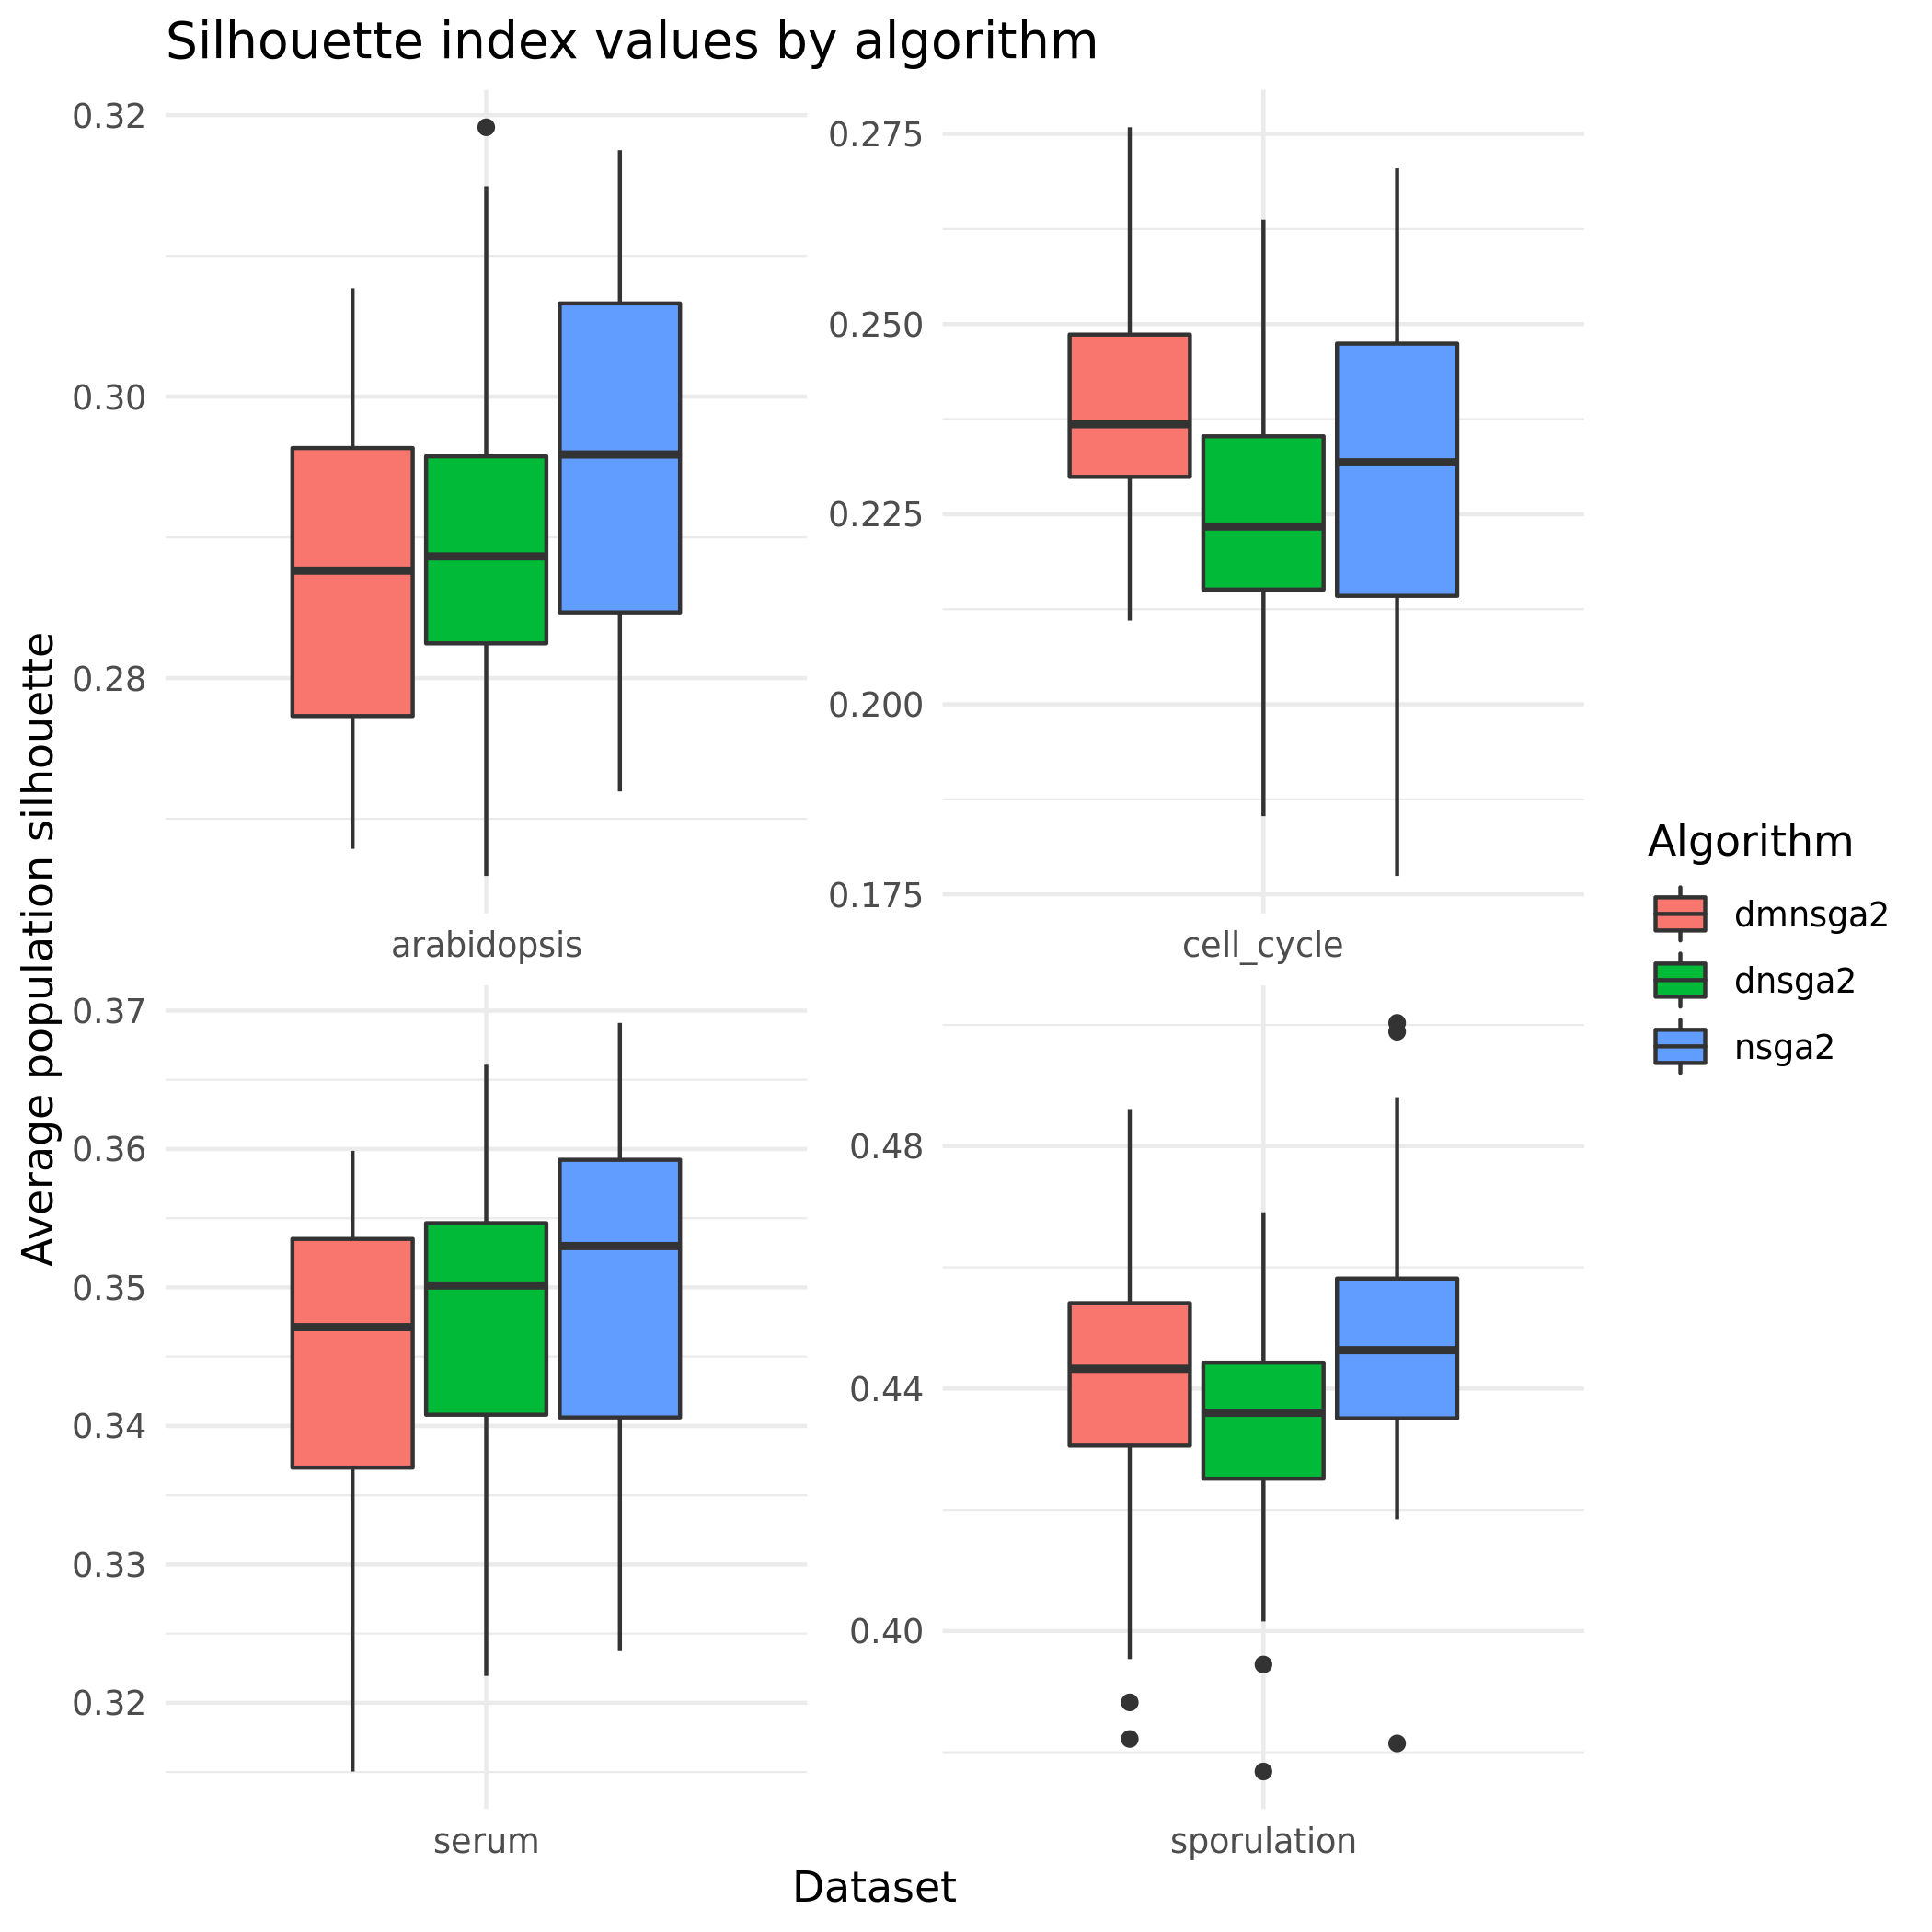 Silhouette index values by algorithm
Average population silhouette
0.32
0.30
0.28
arabidopsis
0.275
0.250
0.225
0.200
0.175
cell_cycle
0.37
0.36
0.35
0.34
0.33
0.32
serum
0.48
0.44
0.40
sporulation
Dataset
Algorithm
dmnsga2
dnsga2
nsga2